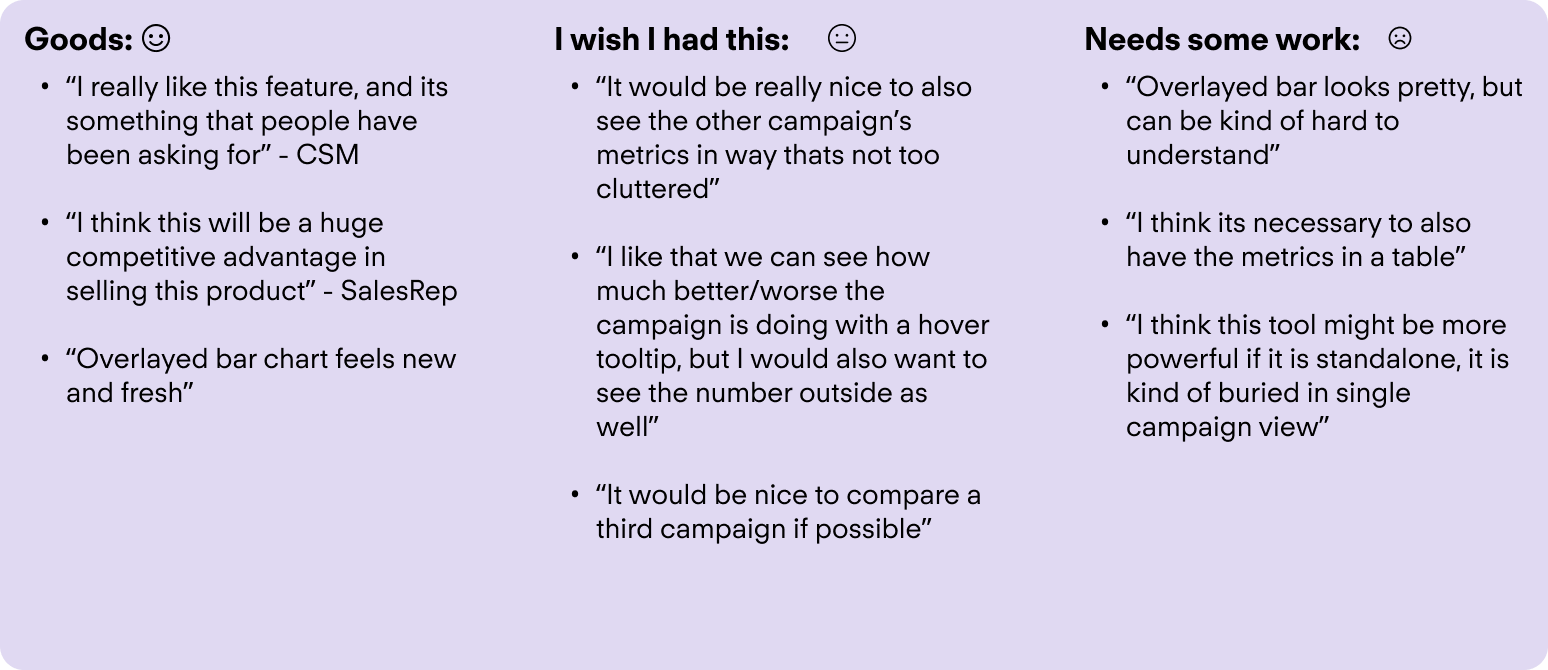 Goods:
• “I really like this feature, and its
something that people have
been asking for” - CSM
• “I think this will be a huge
competitive advantage in
selling this product” - SalesRep
• “Overlayed bar chart feels new
and fresh”
I wish I had this:
• “It would be really nice to also
see the other campaign’s
metrics in way thats not too
cluttered”
• “I like that we can see how
much better/worse the
campaign is doing with a hover
tooltip, but I would also want to
see the number outside as
well”
• “It would be nice to compare a
third campaign if possible”
Needs some work:
• “Overlayed bar looks pretty, but
can be kind of hard to
understand”
• “I think its necessary to also
have the metrics in a table”
• “I think this tool might be more
powerful if it is standalone, it is
kind of buried in single
campaign view”